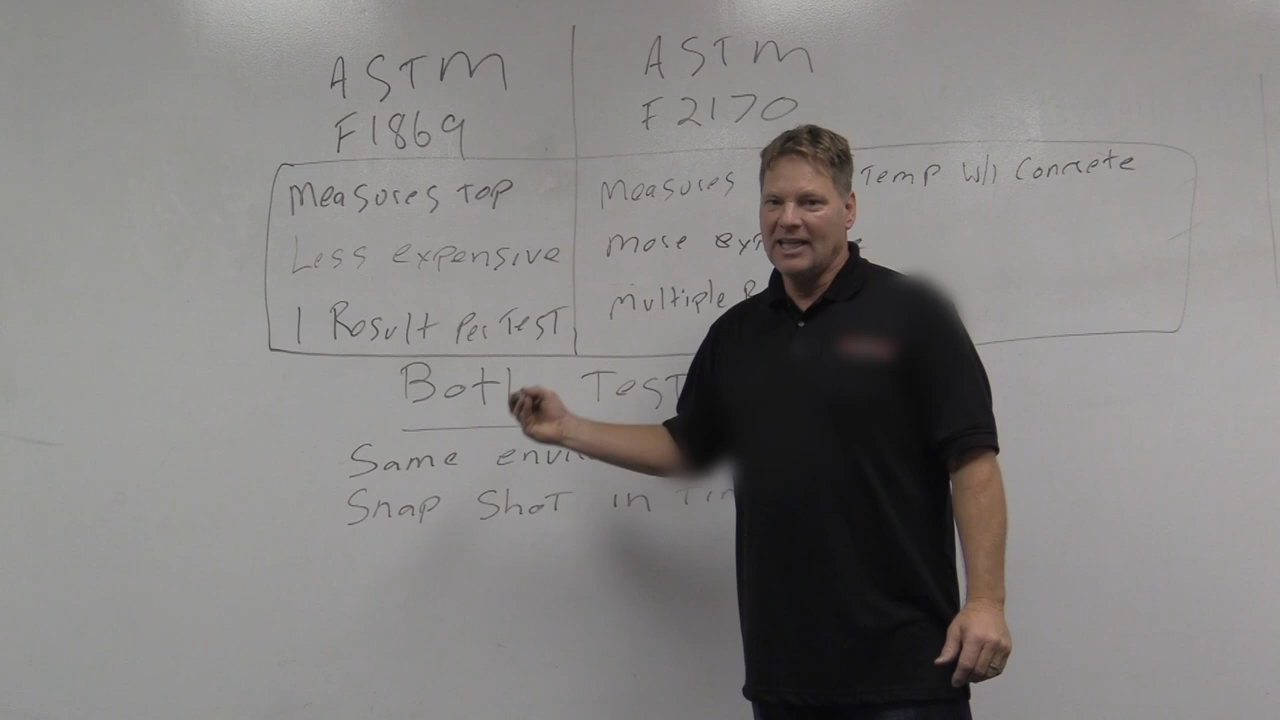 ASTM
F1869
ASTM
F2170
Measures Top
Less expensive
1 Result Per Test
Measures Temp W/i Concrete
More
Multiple
Both Test
Same
Snap Shot in